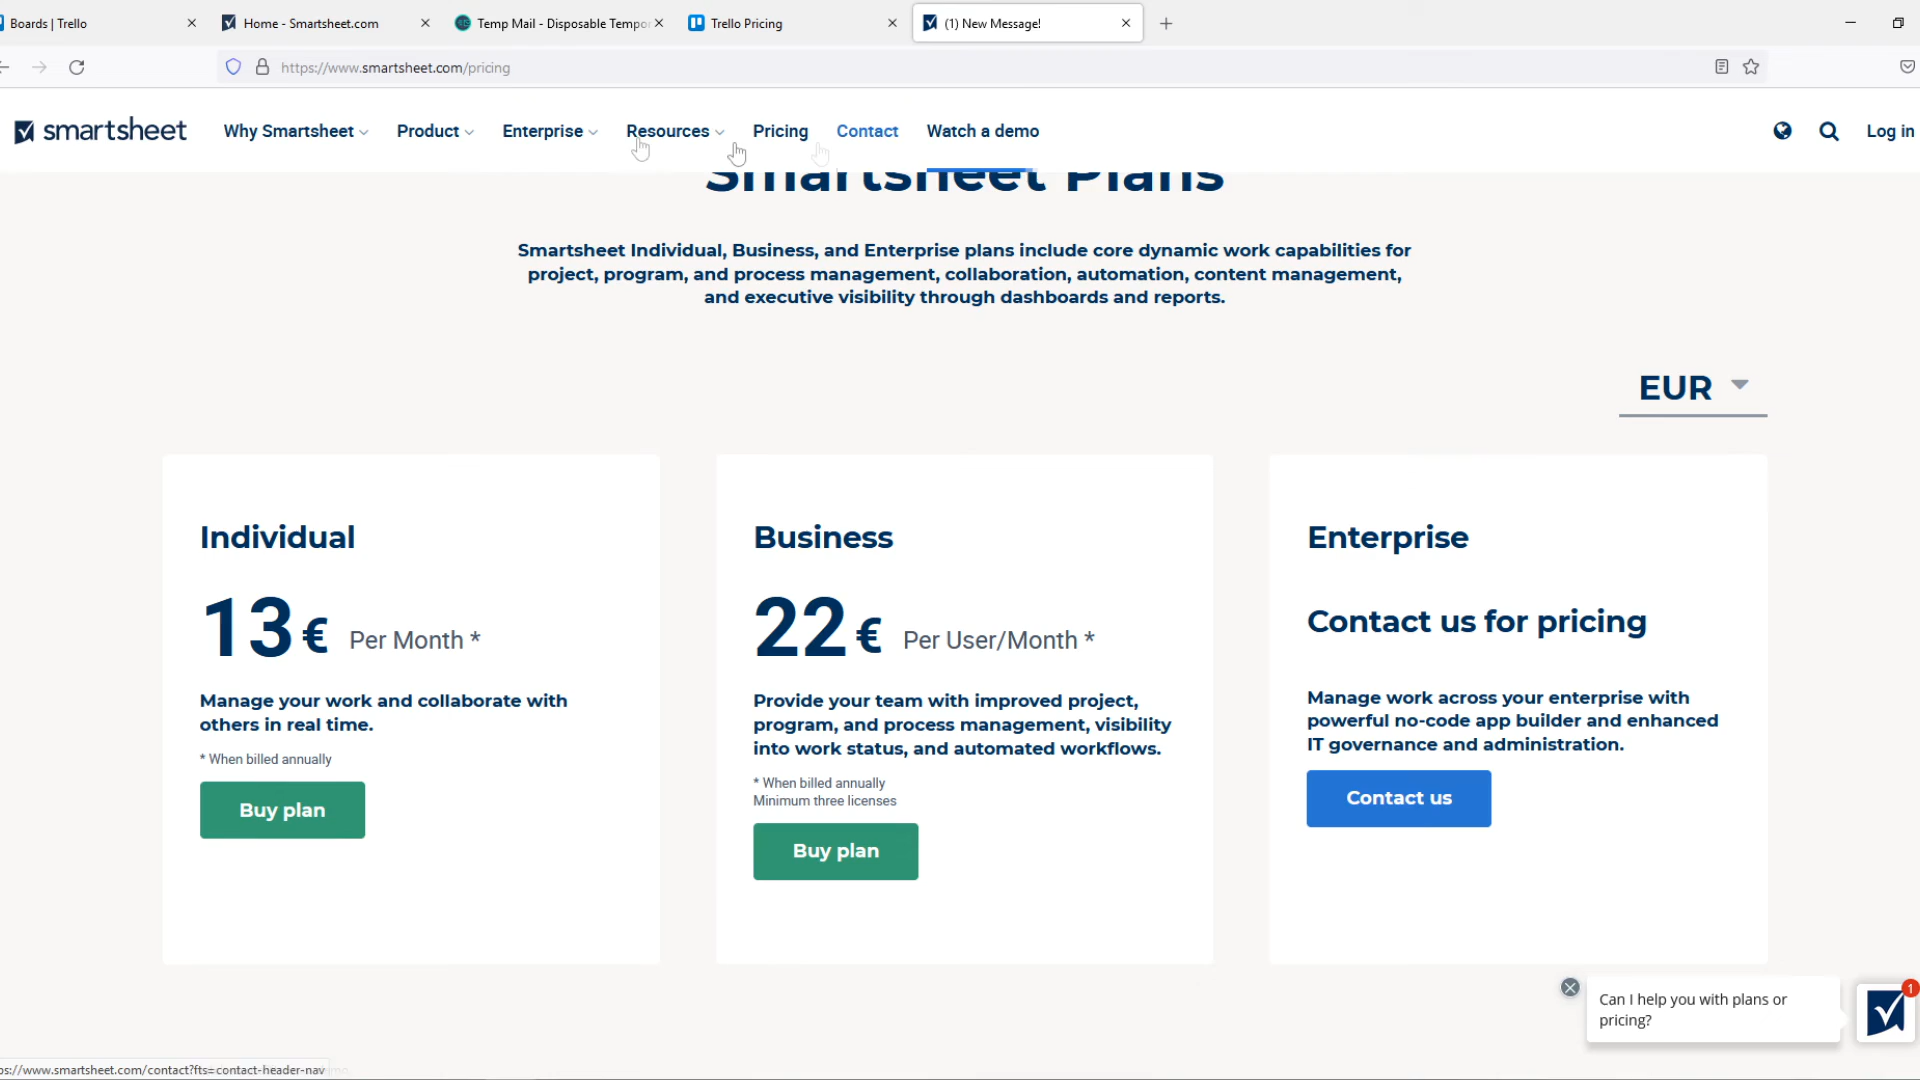 Boards | Trello
Home - Smartsheet.com
Temp Mail - Disposable Tempo
Trello Pricing
(1) New Message!
https://www.smartsheet.com/pricing
smartsheet
Why Smartsheet
Product
Enterprise
Resources
Pricing
Contact
Watch a demo
Log in
Smartsheet Plans
Smartsheet Individual, Business, and Enterprise plans include core dynamic work capabilities for
project, program, and process management, collaboration, automation, content management,
and executive visibility through dashboards and reports.
EUR
Individual
13€ Per Month *
Manage your work and collaborate with
others in real time.
* When billed annually
Buy plan
Business
22€ Per User/Month *
Provide your team with improved project,
program, and process management, visibility
into work status, and automated workflows.
* When billed annually
Minimum three licenses
Buy plan
Enterprise
Contact us for pricing
Manage work across your enterprise with
powerful no-code app builder and enhanced
IT governance and administration.
Contact us
Can I help you with plans or
pricing?
1
ps://www.smartsheet.com/contact?fts=contact-header-nav